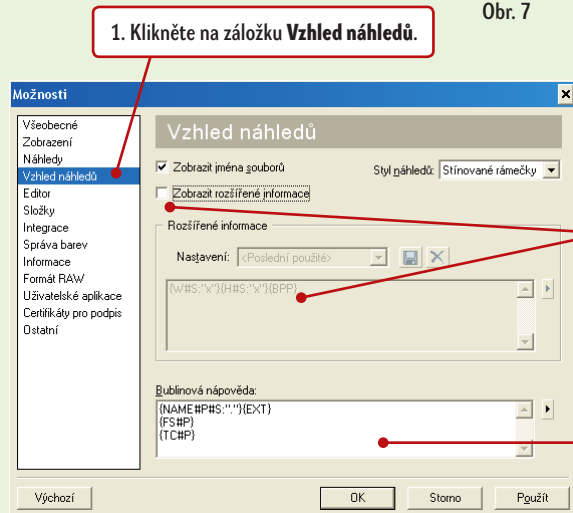 Obr. 7
1. Klikněte na záložku Vzhled náhledů.
Možnosti
Všeobecné
Zobrazení
Náhledy
Vzhled náhledů
Editor
Složky
Integrace
Správa barev
Informace
Formát RAW
Uživatelské aplikace
Certifikáty pro podpis
Ostatní
Vzhled náhledů
Zobrazit jména souborů
Styl náhledů: Stínované rámečky
Zobrazit rozšířené informace
Rozšířené informace
Nastavení: <Poslední použité>
{W#S:"x"}{H#S:"x"}{BPP}
Bublinová nápověda:
{NAME#P#S:"."}{EXT}
{FS#P}
{TC#P}
Výchozí
OK
Storno
Použít